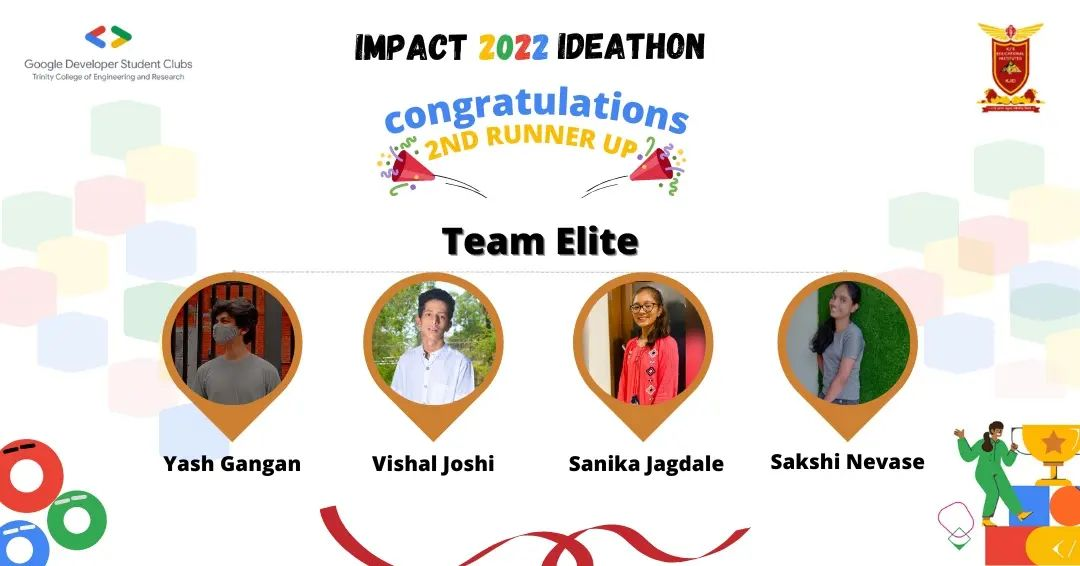 Google Developer Student Clubs
Trinity College of Engineering and Research
IMPACT 2022 IDEATHON
congratulations
2ND RUNNER UP
Team Elite
Yash Gangan
Vishal Joshi
Sanika Jagdale
Sakshi Nevase